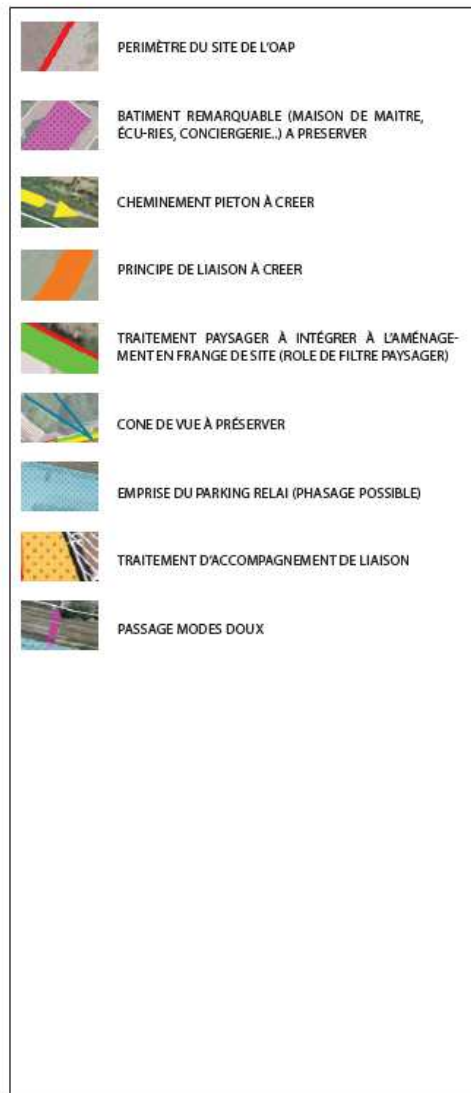 PERIMÈTRE DU SITE DE L'OAP
BATIMENT REMARQUABLE (MAISON DE MAITRE,
ÉCU-RIES, CONCIERGERIE..) A PRESERVER
CHEMINEMENT PIETON À CREER
PRINCIPE DE LIAISON À CREER
TRAITEMENT PAYSAGER À INTÉGRER À L'AMÉNAGE-
MENT EN FRANGE DE SITE (ROLE DE FILTRE PAYSAGER)
CONE DE VUE À PRÉSERVER
EMPRISE DU PARKING RELAI (PHASAGE POSSIBLE)
TRAITEMENT D'ACCOMPAGNEMENT DE LIAISON
PASSAGE MODES DOUX